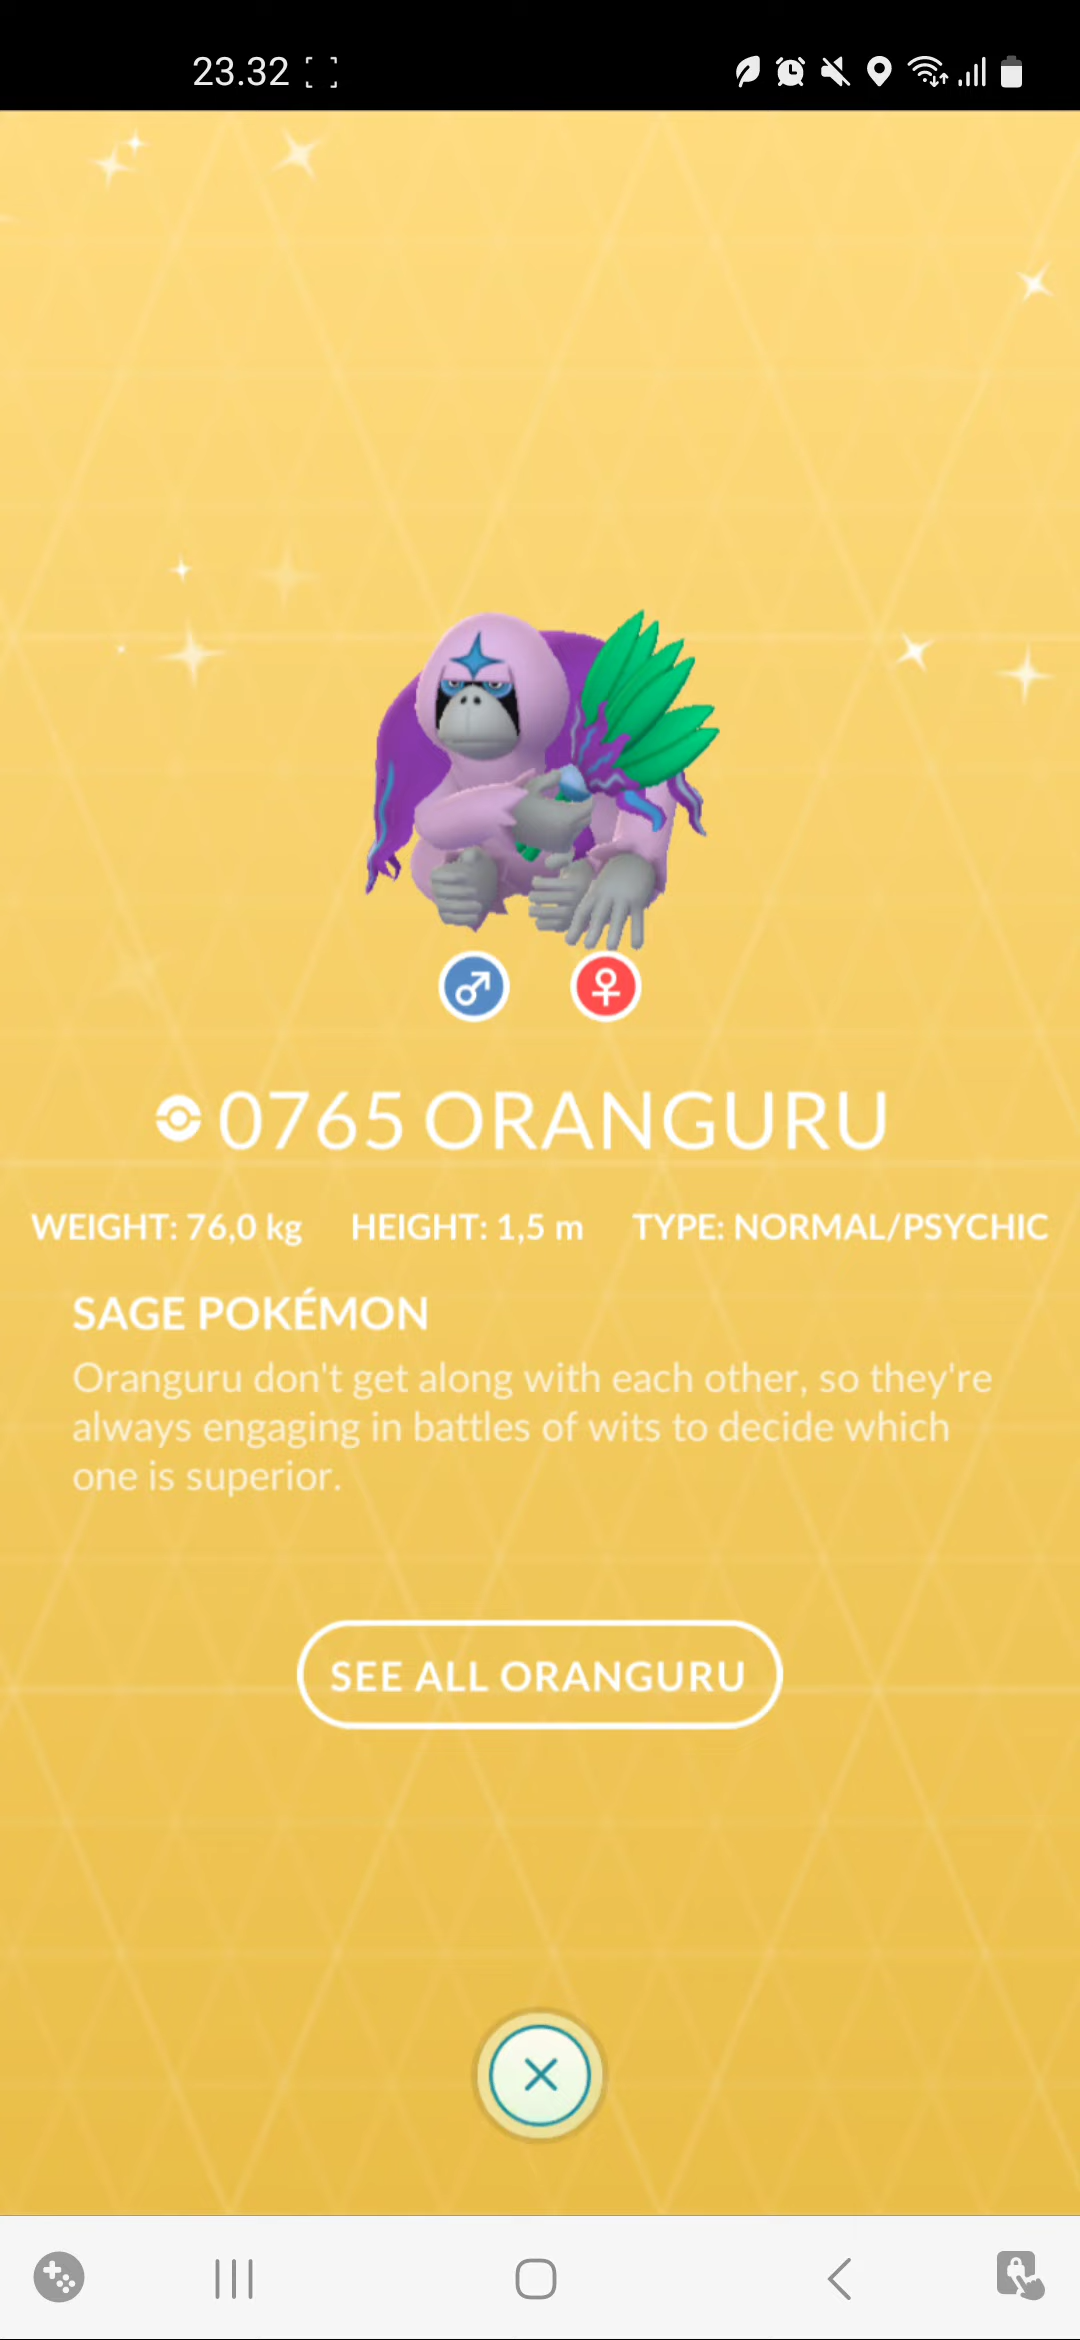 23.32
0765 ORANGURU
WEIGHT: 76,0 kg HEIGHT: 1,5 m TYPE: NORMAL/PSYCHIC
SAGE POKÉMON
Oranguru don't get along with each other, so they're
always engaging in battles of wits to decide which
one is superior.
SEE ALL ORANGURU